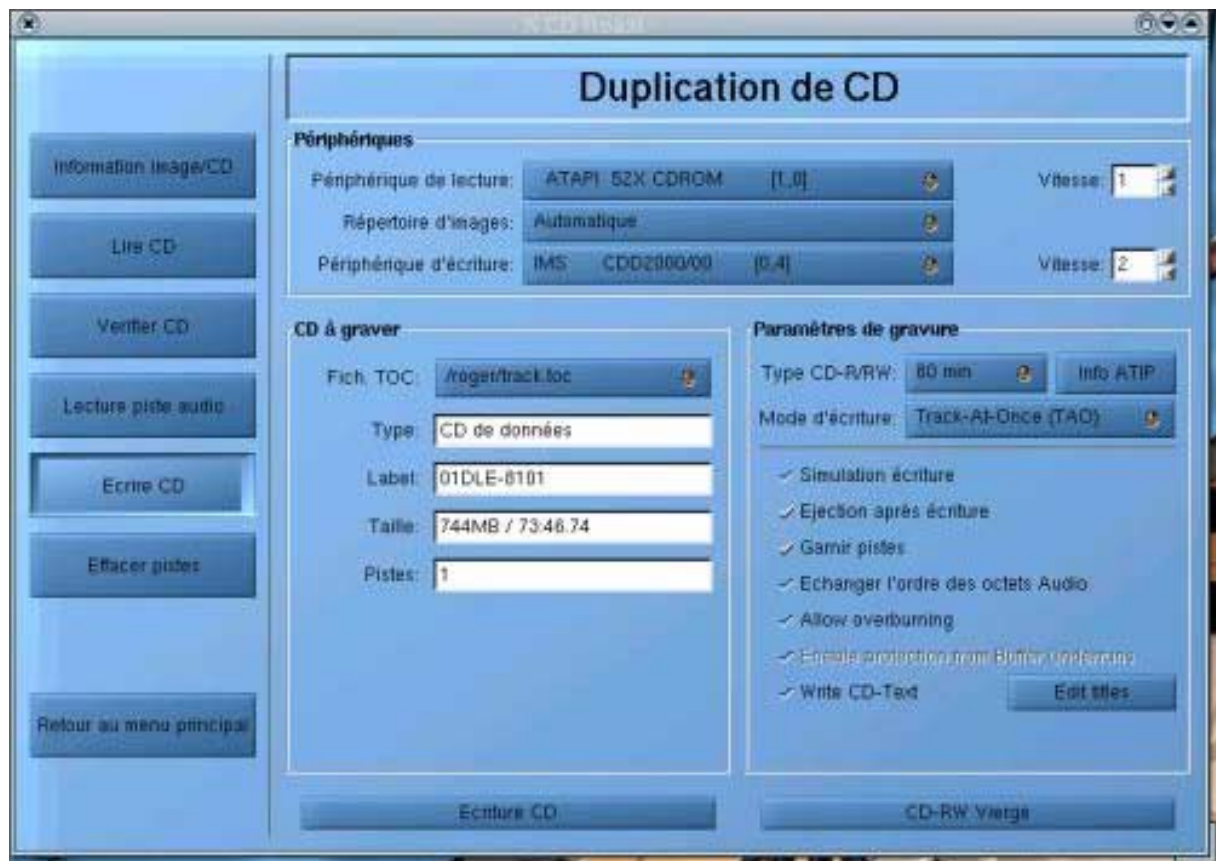 Duplication de CD
Périphériques
Information Image/CD
Périphérique de lecture: ATAPI 52X CDROM [1,0] Vitesse: 1
Répertoire d'images: Automatique
Lire CD
Périphérique d'écriture: IMS CDD2000/00 [0,4] Vitesse: 2
Verifier CD
CD à graver
Paramètres de gravure
Fich. TOC: /roger/track.toc
Type CD-R/RW: 80 min Info ATIP
Lecture piste audio
Type: CD de données
Mode d'écriture: Track-At-Once (TAO)
Ecrire CD
Label: 01DLE-8101
Simulation écriture
Ejection après écriture
Taille: 744MB / 73:46.74
Garnir pistes
Effacer pistes
Pistes: 1
Echanger l'ordre des octets Audio
Allow overburning
protection from Buffer Underruns
Write CD-Text Edit titles
Retour au menu principal
Ecriture CD
CD-RW Vierge